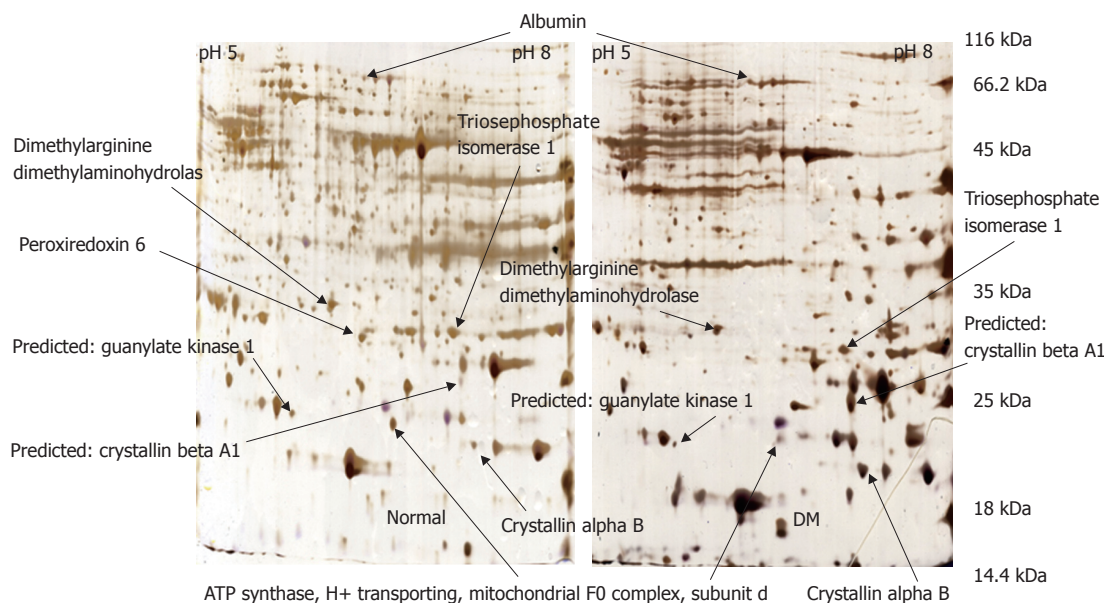 Albumin
pH 5
pH 8
pH 5
pH 8
116 kDa
66.2 kDa
Triosephosphate
isomerase 1
Dimethylarginine
dimethylaminohydrolas
45 kDa
Triosephosphate
isomerase 1
Peroxiredoxin 6
Dimethylarginine
dimethylaminohydrolase
35 kDa
Predicted: guanylate kinase 1
Predicted:
crystallin beta A1
Predicted: guanylate kinase 1
25 kDa
Predicted: crystallin beta A1
Normal
Crystallin alpha B
DM
18 kDa
14.4 kDa
ATP synthase, H+ transporting, mitochondrial F0 complex, subunit d
Crystallin alpha B